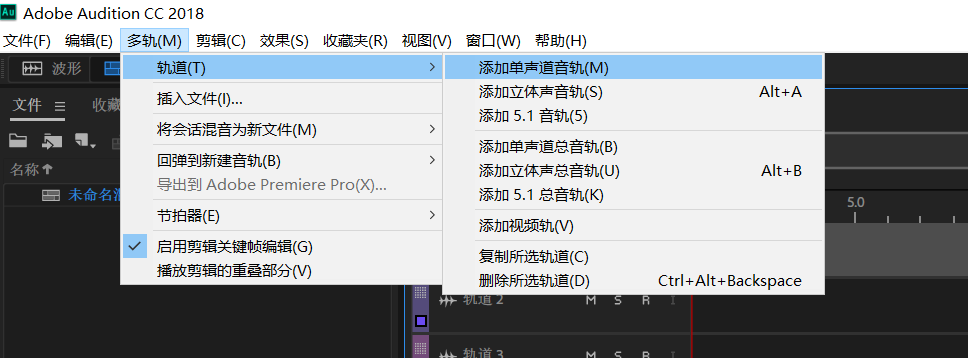 Au Adobe Audition CC 2018
文件(F) 编辑(E) 多轨(M) 剪辑(C) 效果(S) 收藏夹(R) 视图(V) 窗口(W) 帮助(H)
波形
轨道(T)
插入文件(I)...
将会话混音为新文件(M)
回弹到新建音轨(B)
导出到 Adobe Premiere Pro(X)...
节拍器(E)
启用剪辑关键帧编辑(G)
播放剪辑的重叠部分(V)
添加单声道音轨(M)
添加立体声音轨(S) Alt+A
添加 5.1 音轨(5)
添加单声道总音轨(B)
添加立体声总音轨(U) Alt+B
添加 5.1 总音轨(K)
添加视频轨(V)
复制所选轨道(C)
删除所选轨道(D) Ctrl+Alt+Backspace
文件 收藏
名称
未命名
5.0
轨道 2 M S R I
轨道 3